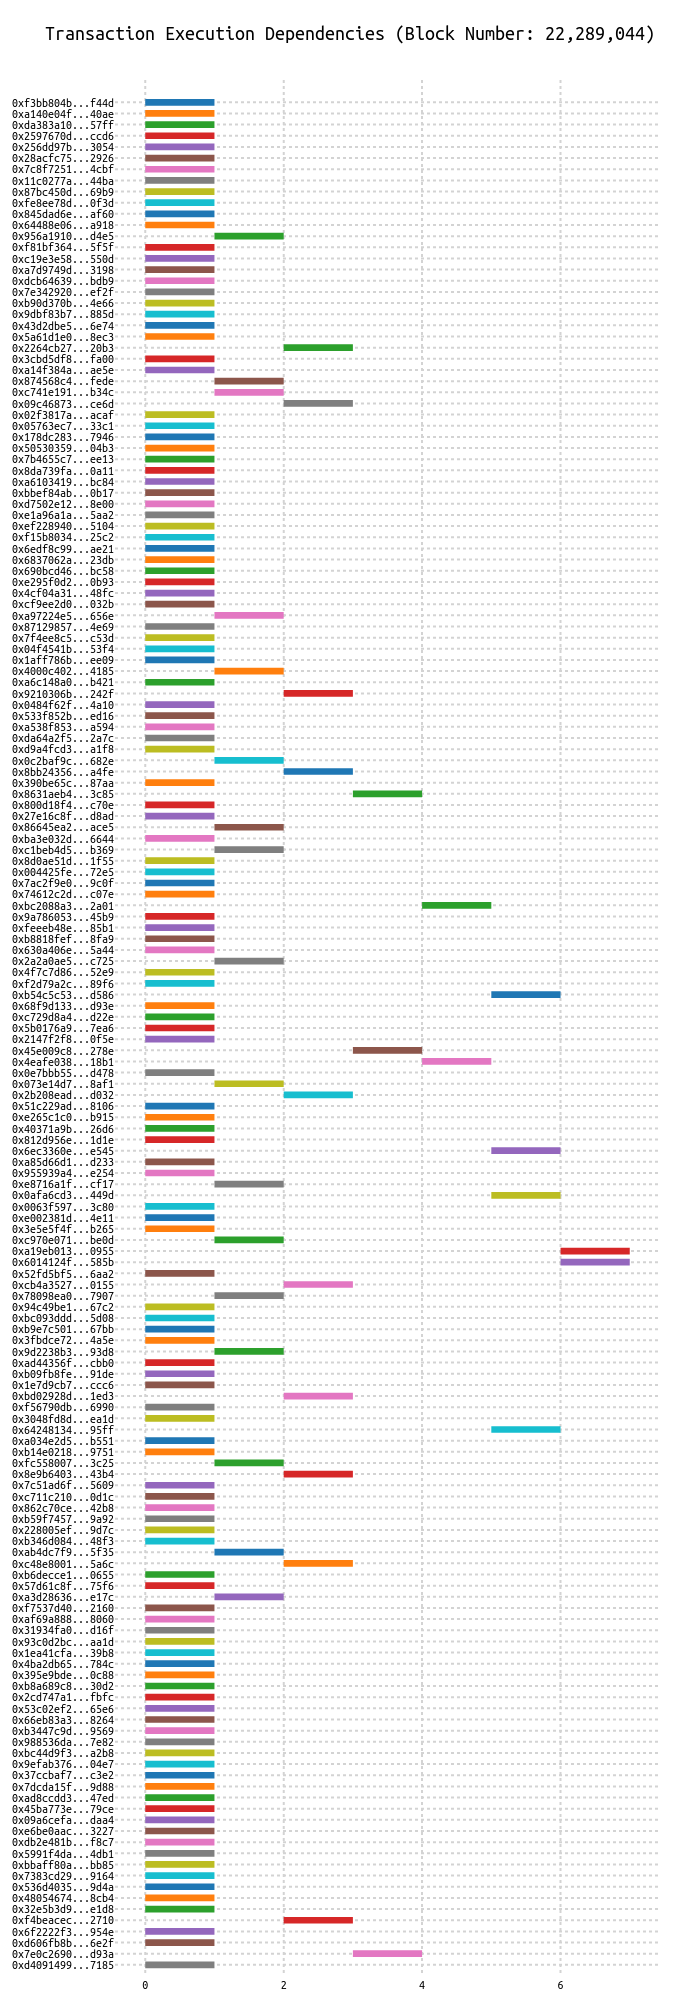 Transaction Execution Dependencies (Block Number: 22,289,044)
0xf3bb804b...f44d
0xa140e04f...40ae
0xda383a10...57ff
0x2597670d...ccd6
0x256dd97b...3054
0x28acfc75...2926
0x7c8f7251...4cbf
0x11c0277a...44ba
0x87bc450d...69b9
0xfe8ee78d...0f3d
0x845dad6e...af60
0x64488e06...a918
0x956a1910...d4e5
0xf81bf364...5f5f
0xc19e3e58...550d
0xa7d9749d...3198
0xdcb64639...bdb9
0x7e342920...ef2f
0xb90d370b...4e66
0x9dbf83b7...885d
0x43d2dbe5...6e74
0x5a61d1e0...8ec3
0x2264cb27...20b3
0x3cbd5df8...fa00
0xa14f384a...ae5e
0x874568c4...fede
0xc741e191...b34c
0x09c46873...ce6d
0x02f3817a...acaf
0x05763ec7...33c1
0x178dc283...7946
0x50530359...04b3
0x7b4655c7...ee13
0x8da739fa...0a11
0xa6103419...bc84
0xbbef84ab...0b17
0xd7502e12...8e00
0xe1a96a1a...5aa2
0xef228940...5104
0xf15b8034...25c2
0x6edf8c99...ae21
0x6837062a...23db
0x690bcd46...bc58
0xe295f0d2...0b93
0x4cf04a31...48fc
0xcf9ee2d0...032b
0xa97224e5...656e
0x87129857...4e69
0x7f4ee8c5...c53d
0x04f4541b...53f4
0x1aff786b...ee09
0x4000c402...4185
0xa6c148a0...b421
0x9210306b...242f
0x0484f62f...4a10
0x533f852b...ed16
0xa538f853...a594
0xda64a2f5...2a7c
0xd9a4fcd3...a1f8
0x0c2baf9c...682e
0x8bb24356...a4fe
0x390be65c...87aa
0x8631aeb4...3c85
0x800d18f4...c70e
0x27e16c8f...d8ad
0x86645ea2...ace5
0xba3e032d...6644
0xc1beb4d5...b369
0x8d0ae51d...1f55
0x004425fe...72e5
0x7ac2f9e0...9c0f
0x74612c2d...c07e
0xbc2088a3...2a01
0x9a786053...45b9
0xfeeeb48e...85b1
0xb8818fef...8fa9
0x630a406e...5a44
0x2a2a0ae5...c725
0x4f7c7d86...52e9
0xf2d79a2c...89f6
0xb54c5c53...d586
0x68f9d133...d93e
0xc729d8a4...d22e
0x5b0176a9...7ea6
0x2147f2f8...0f5e
0x45e009c8...278e
0x4eafe038...18b1
0x0e7bbb55...d478
0x073e14d7...8af1
0x2b208ead...d032
0x51c229ad...8106
0xe265c1c0...b915
0x40371a9b...26d6
0x812d956e...1d1e
0x6ec3360e...e545
0xa85d66d1...d233
0x955939a4...e254
0xe8716a1f...cf17
0x0afa6cd3...449d
0x0063f597...3c80
0xe002381d...4e11
0x3e5e5f4f...b265
0xc970e071...be0d
0xa19eb013...0955
0x6014124f...585b
0x52fd5bf5...6aa2
0xcb4a3527...0155
0x78098ea0...7907
0x94c49be1...67c2
0xbc093ddd...5d08
0xb9e7c501...67bb
0x3fbdce72...4a5e
0x9d2238b3...93d8
0xad44356f...cbb0
0xb09fb8fe...91de
0x1e7d9cb7...ccc6
0xbd02928d...1ed3
0xf56790db...6990
0x3048fd8d...ea1d
0x64248134...95ff
0xa034e2d5...b551
0xb14e0218...9751
0xfc558007...3c25
0x8e9b6403...43b4
0x7c51ad6f...5609
0xc711c210...0d1c
0x862c70ce...42b8
0xb59f7457...9a92
0x228005ef...9d7c
0xb346d084...48f3
0xab4dc7f9...5f35
0xc48e8001...5a6c
0xb6decce1...0655
0x57d61c8f...75f6
0xa3d28636...e17c
0xf7537d40...2160
0xaf69a888...8060
0x31934fa0...d16f
0x93c0d2bc...aa1d
0x1ea41cfa...39b8
0x4ba2db65...784c
0x395e9bde...0c88
0xb8a689c8...30d2
0x2cd747a1...fbfc
0x53c02ef2...65e6
0x66eb83a3...8264
0xb3447c9d...9569
0x988536da...7e82
0xbc44d9f3...a2b8
0x9efab376...04e7
0x37ccbaf7...c3e2
0x7dcda15f...9d88
0xad8ccdd3...47ed
0x45ba773e...79ce
0x09a6cefa...daa4
0xe6be0aac...3227
0xdb2e481b...f8c7
0x5991f4da...4db1
0xbbaff80a...bb85
0x7383cd29...9164
0x536d4035...9d4a
0x48054674...8cb4
0x32e5b3d9...e1d8
0xf4beacec...2710
0x6f2222f3...954e
0xd606fb8b...6e2f
0x7e0c2690...d93a
0xd4091499...7185
0 2 4 6